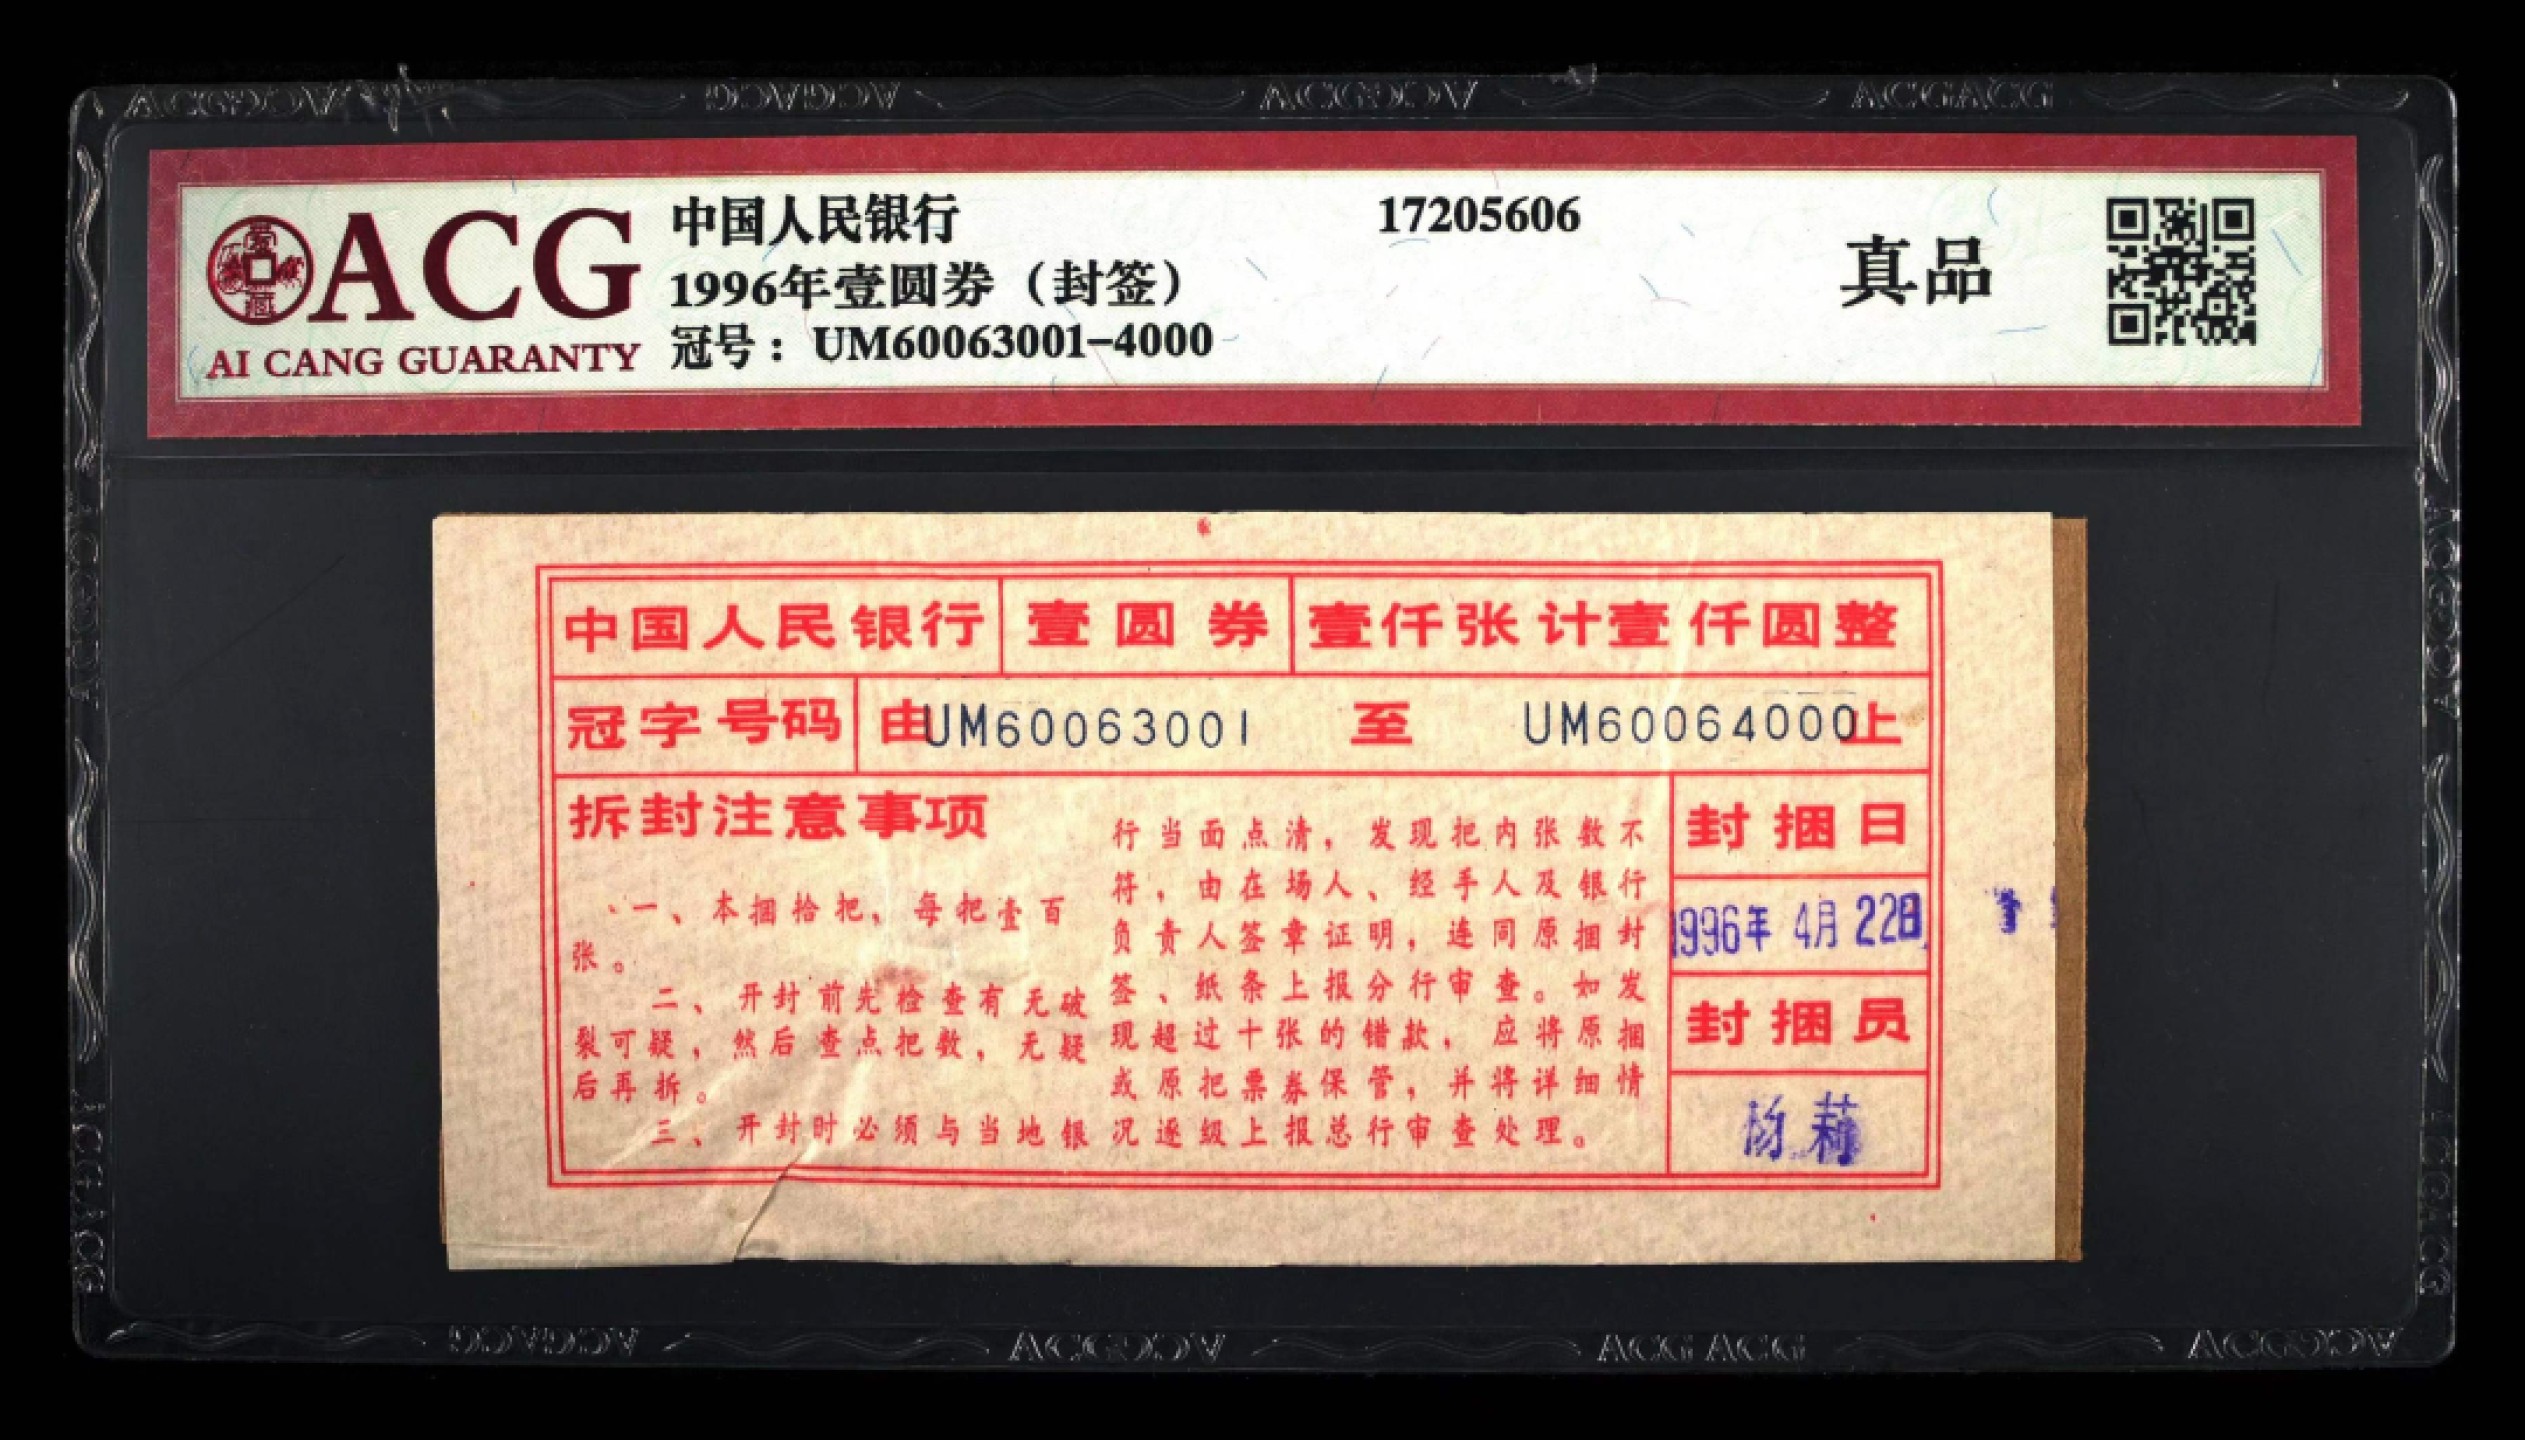 ACG
AI CANG GUARANTY
中国人民银行
1996年壹圆券（封签）
冠号：UM60063001-4000
17205606
真品
中国人民银行 壹圆券 壹仟张计壹仟圆整
冠字号码 由UM60063001 至 UM60064000止
拆封注意事项
一、本捆拾把，每把壹百
张。
二、开封前先检查有无破
裂可疑，然后查点把数，无疑
后再拆。
三、开封时必须与当地银
行当面点清，发现把内张数不
符，由在场人、经手人及银行
负责人签章证明，连同原捆封
签、纸条上报分行审查。如发
现超过十张的错款，应将原捆
或原把票券保管，并将详细情
况逐级上报总行审查处理。
封捆日
1996年 4月 22日
封捆员